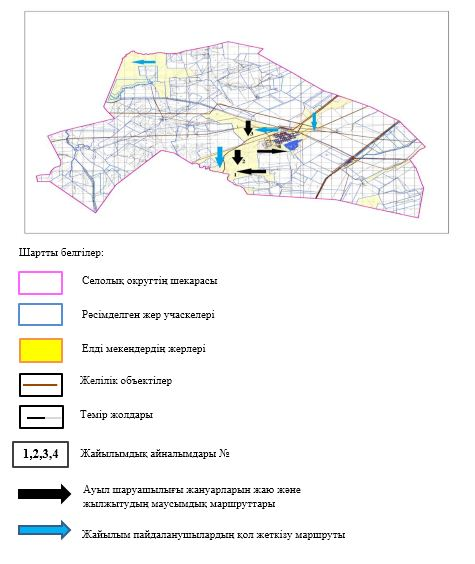 Шартты белгілер:
Селолық округтің шекарасы
Рәсімделген жер учаскелері
Елді мекендердің жерлері
Желілік объектілер
Темір жолдары
1,2,3,4 Жайылымдық айналымдары №
Ауыл шаруашылығы жануарларын жаю және
жылжытудың маусымдық маршруттары
Жайылым пайдаланушылардың қол жеткізу маршруты